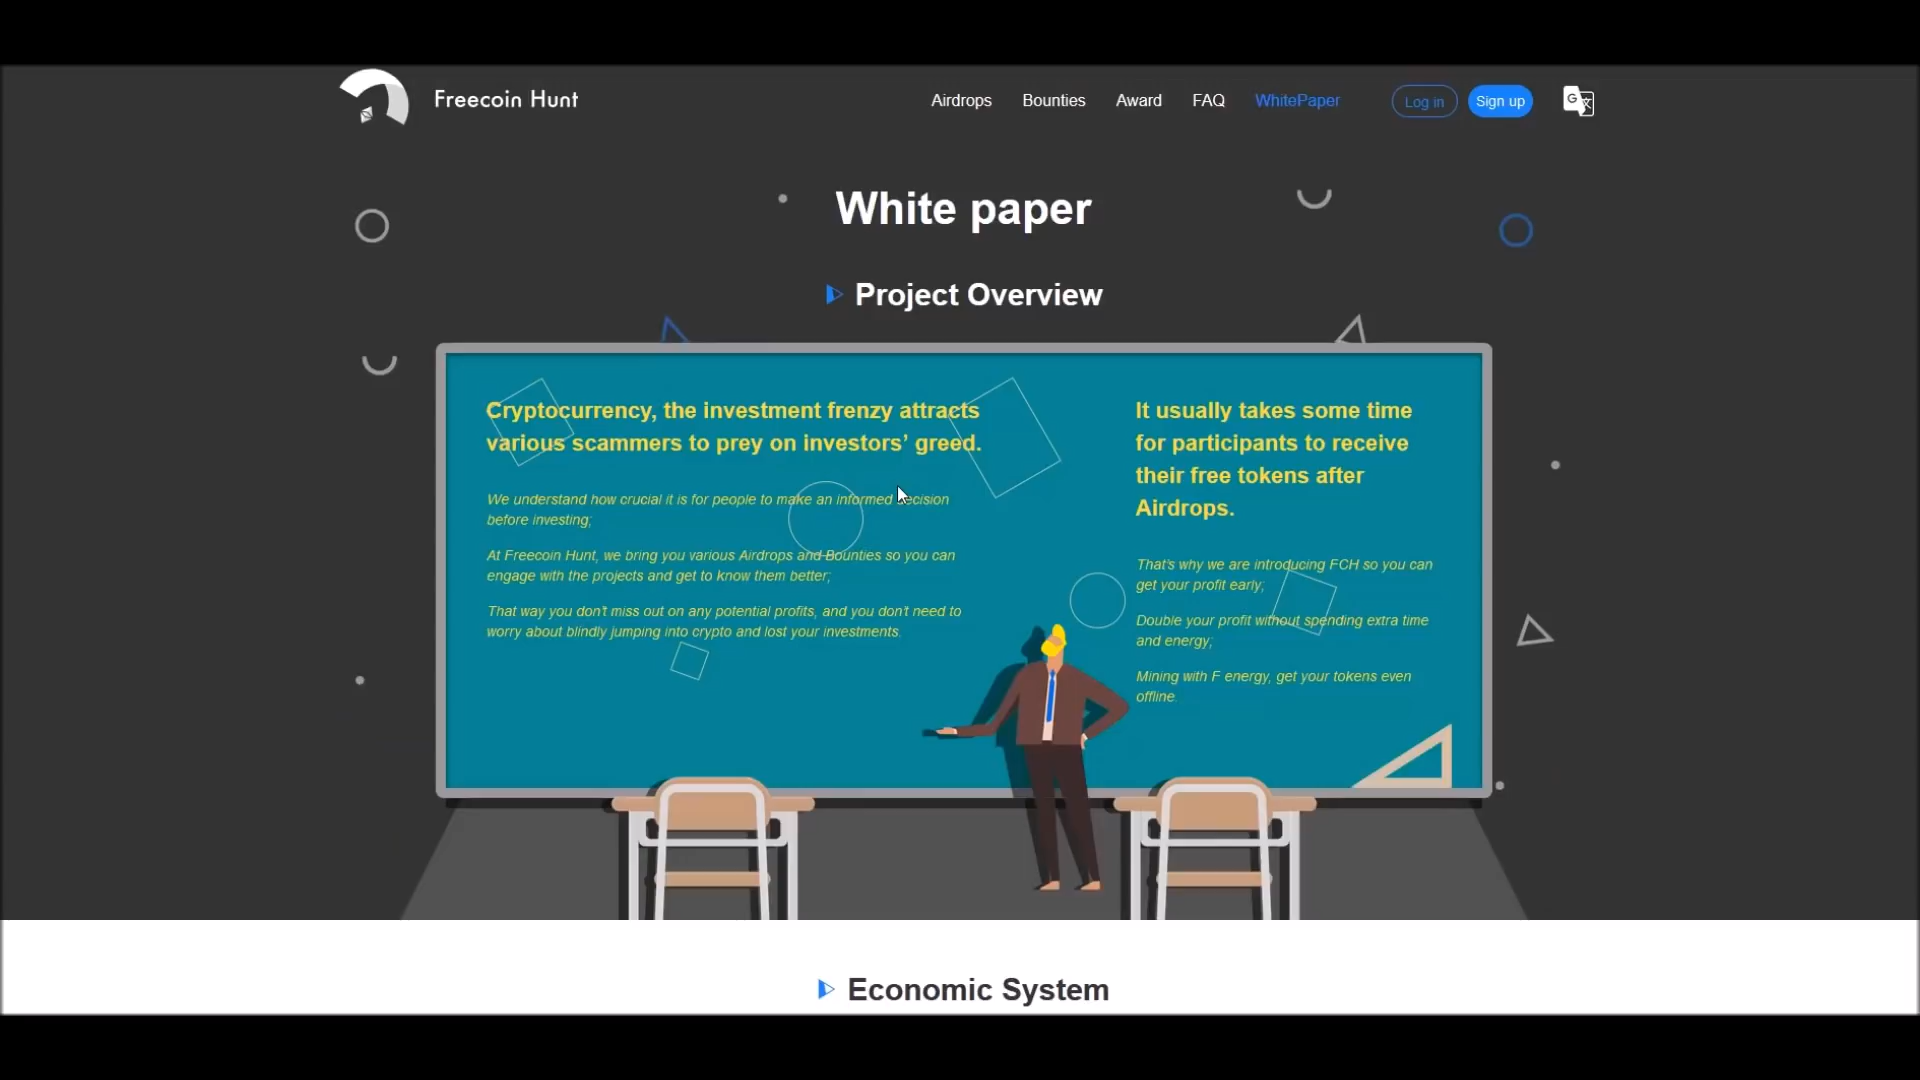 Freecoin Hunt
Airdrops Bounties Award FAQ WhitePaper Log in Sign up
White paper
Project Overview
Cryptocurrency, the investment frenzy attracts
various scammers to prey on investors’ greed.
We understand how crucial it is for people to make an informed decision
before investing;
At Freecoin Hunt, we bring you various Airdrops and Bounties so you can
engage with the projects and get to know them better;
That way you don't miss out on any potential profits, and you don't need to
worry about blindly jumping into crypto and lost your investments.
It usually takes some time
for participants to receive
their free tokens after
Airdrops.
That's why we are introducing FCH so you can
get your profit early;
Double your profit without spending extra time
and energy;
Mining with F energy, get your tokens even
offline.
Economic System